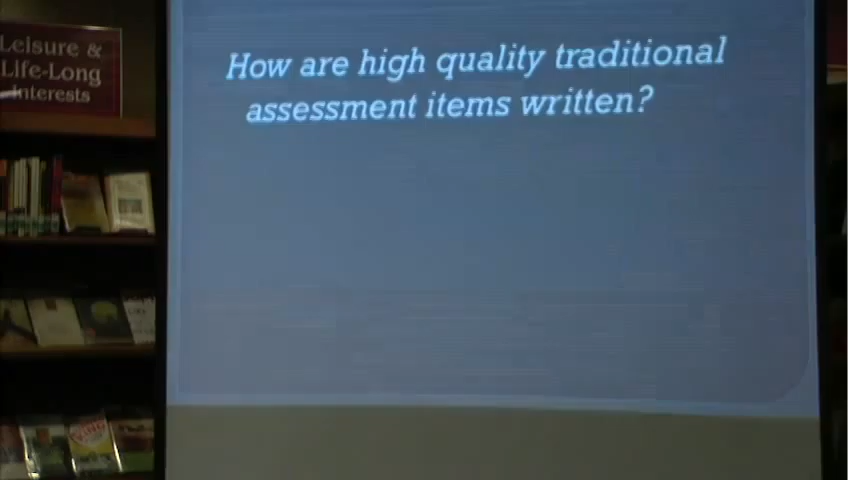 Leisure &
Life-Long
Interests
How are high quality traditional
assessment items written?